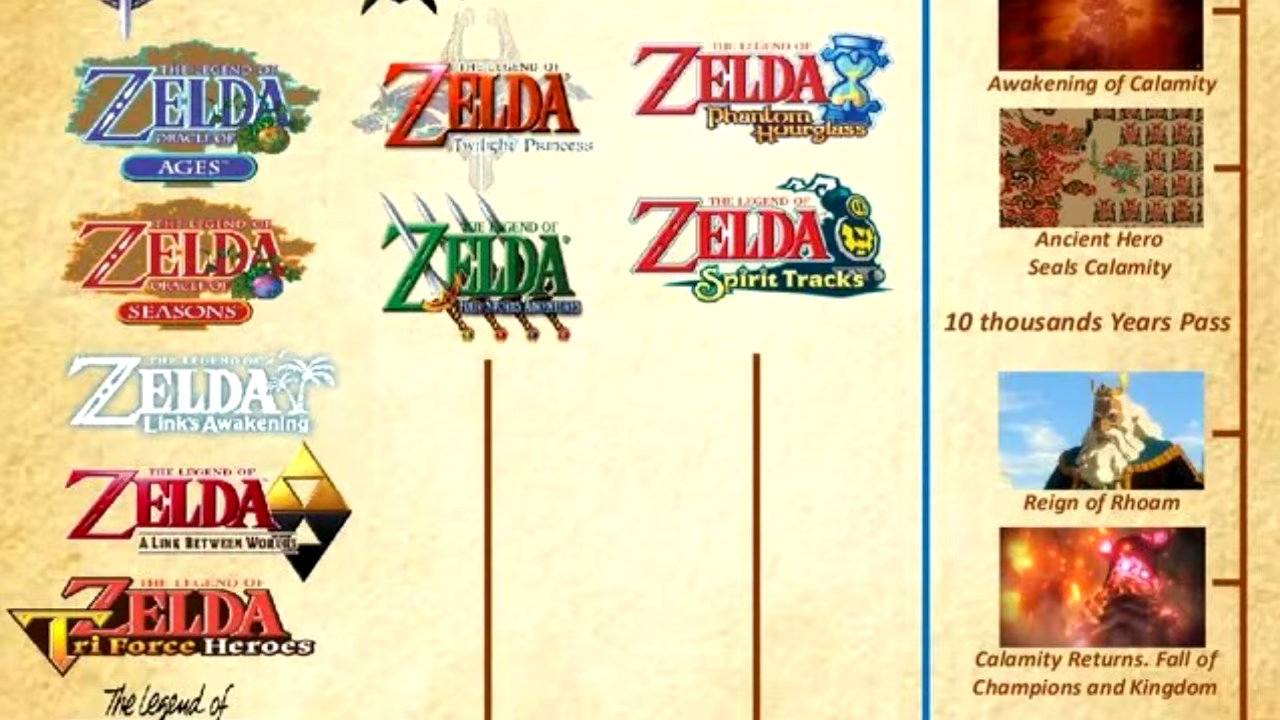 THE LEGEND OF
ZELDA
ORACLE OF
AGES™
THE LEGEND OF
ZELDA
ORACLE OF
SEASONS
THE LEGEND OF
ZELDA
Link's Awakening
THE LEGEND OF
ZELDA
A LINK BETWEEN WORLDS
THE LEGEND OF
ZELDA
Tri Force Heroes
The Legend of
THE LEGEND OF
ZELDA
Twilight Princess
THE LEGEND OF
ZELDA®
FOUR SWORDS ADVENTURES
THE LEGEND OF
ZELDA
Phantom
Hourglass
THE LEGEND OF
ZELDA
Spirit Tracks
Awakening of Calamity
Ancient Hero
Seals Calamity
10 thousands Years Pass
Reign of Rhoam
Calamity Returns. Fall of
Champions and Kingdom